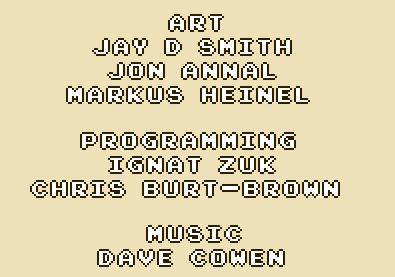 ART
JAY D SMITH
JON ANNAL
MARKUS HEINEL
PROGRAMMING
IGNAT ZUK
CHRIS BURT-BROWN
MUSIC
DAVE COWEN